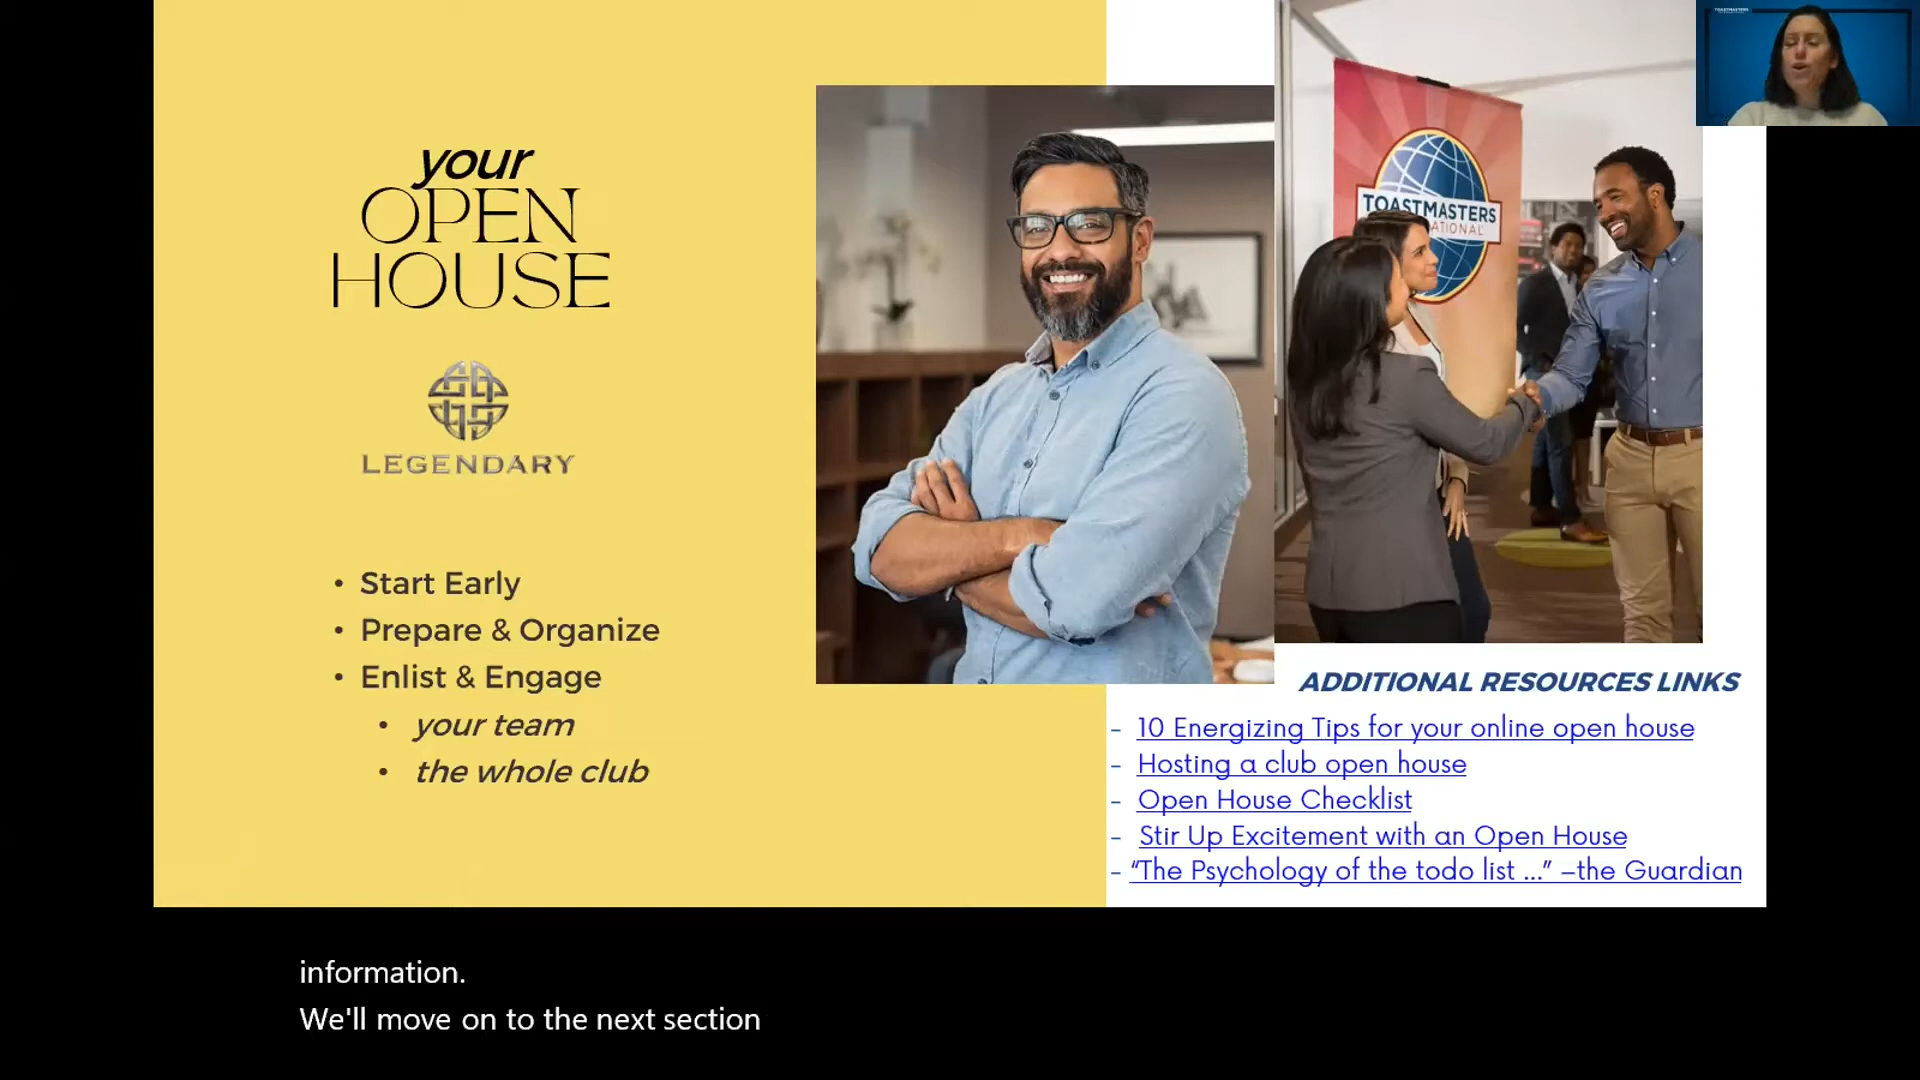 your
OPEN
HOUSE
LEGENDARY
• Start Early
• Prepare & Organize
• Enlist & Engage
• your team
• the whole club
TOASTMASTERS
ATIONAL
TOASTMASTERS
ADDITIONAL RESOURCES LINKS
- 10 Energizing Tips for your online open house
- Hosting a club open house
- Open House Checklist
- Stir Up Excitement with an Open House
- “The Psychology of the todo list ...” –the Guardian
information.
We'll move on to the next section